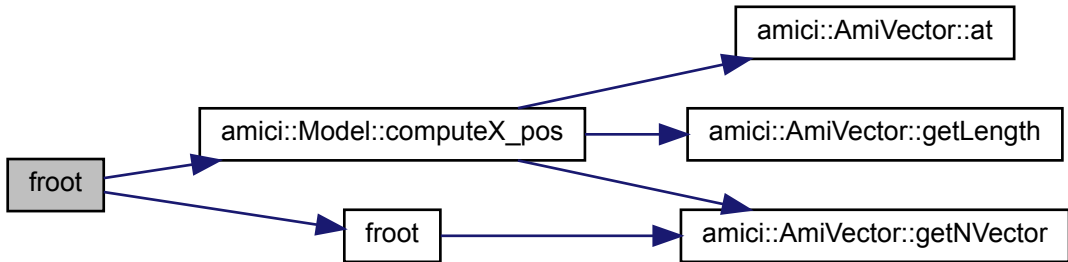 amici::AmiVector::at
amici::Model::computeX_pos
amici::AmiVector::getLength
froot
froot
amici::AmiVector::getNVector